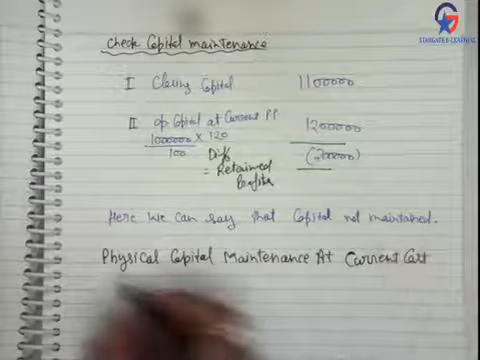 STARGATE E-LEARNING
Check Capital maintenance
I Closing Capital 1100000
II op Capital at Current PP 1200000
1000000 x 120
100
Diff (200000)
= Retained
Profits
Here we can say that Capital not maintained.
Physical Capital Maintenance At Current Cost